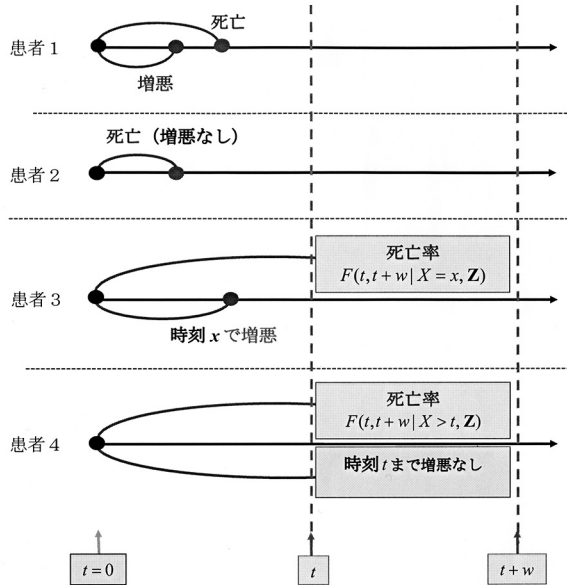 死亡
患者1
増悪
死亡（増悪なし）
患者2
死亡率
F(t,t+w|X=x,Z)
患者3
時刻xで増悪
死亡率
F(t,t+w|X>t,Z)
患者4
時刻tまで増悪なし
t=0
t
t+w